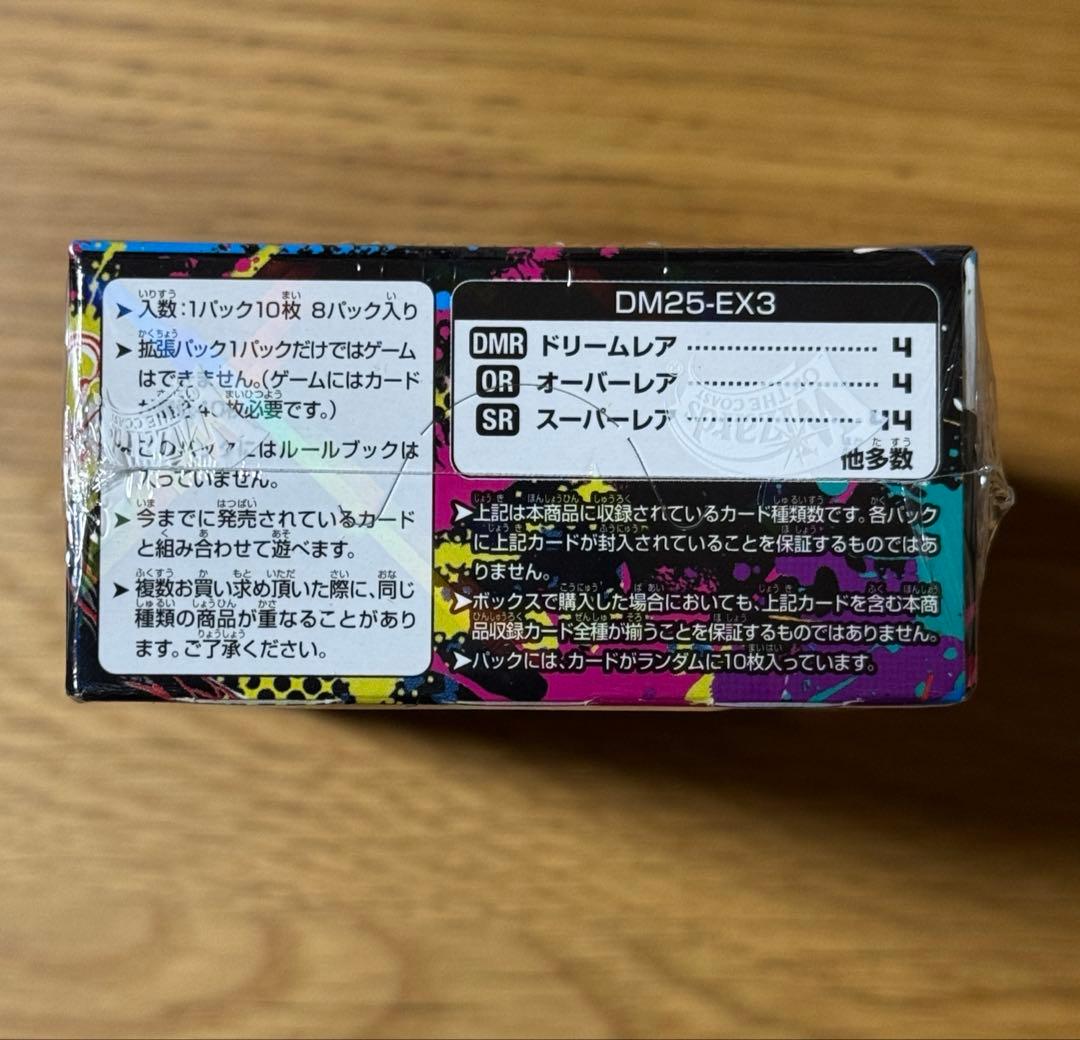 ➤入数:1パック10枚 8パック入り
➤拡張パック1パックだけではゲーム
はできません。(ゲームにはカード
40枚必要です。)
このパックにはルールブックは
入っていません。
➤今までに発売されているカード
と組み合わせて遊べます。
➤複数お買い求め頂いた際に、同じ
種類の商品が重なることがあり
ます。ご了承ください。
DM25-EX3
DMR ドリームレア 4
OR オーバーレア 4
SR スーパーレア 44
他多数
➤上記は本商品に収録されているカード種類数です。各パック
に上記カードが封入されていることを保証するものではあ
りません。
➤ボックスで購入した場合においても、上記カードを含む本商
品収録カード全種が揃うことを保証するものではありません。
➤パックには、カードがランダムに10枚入っています。